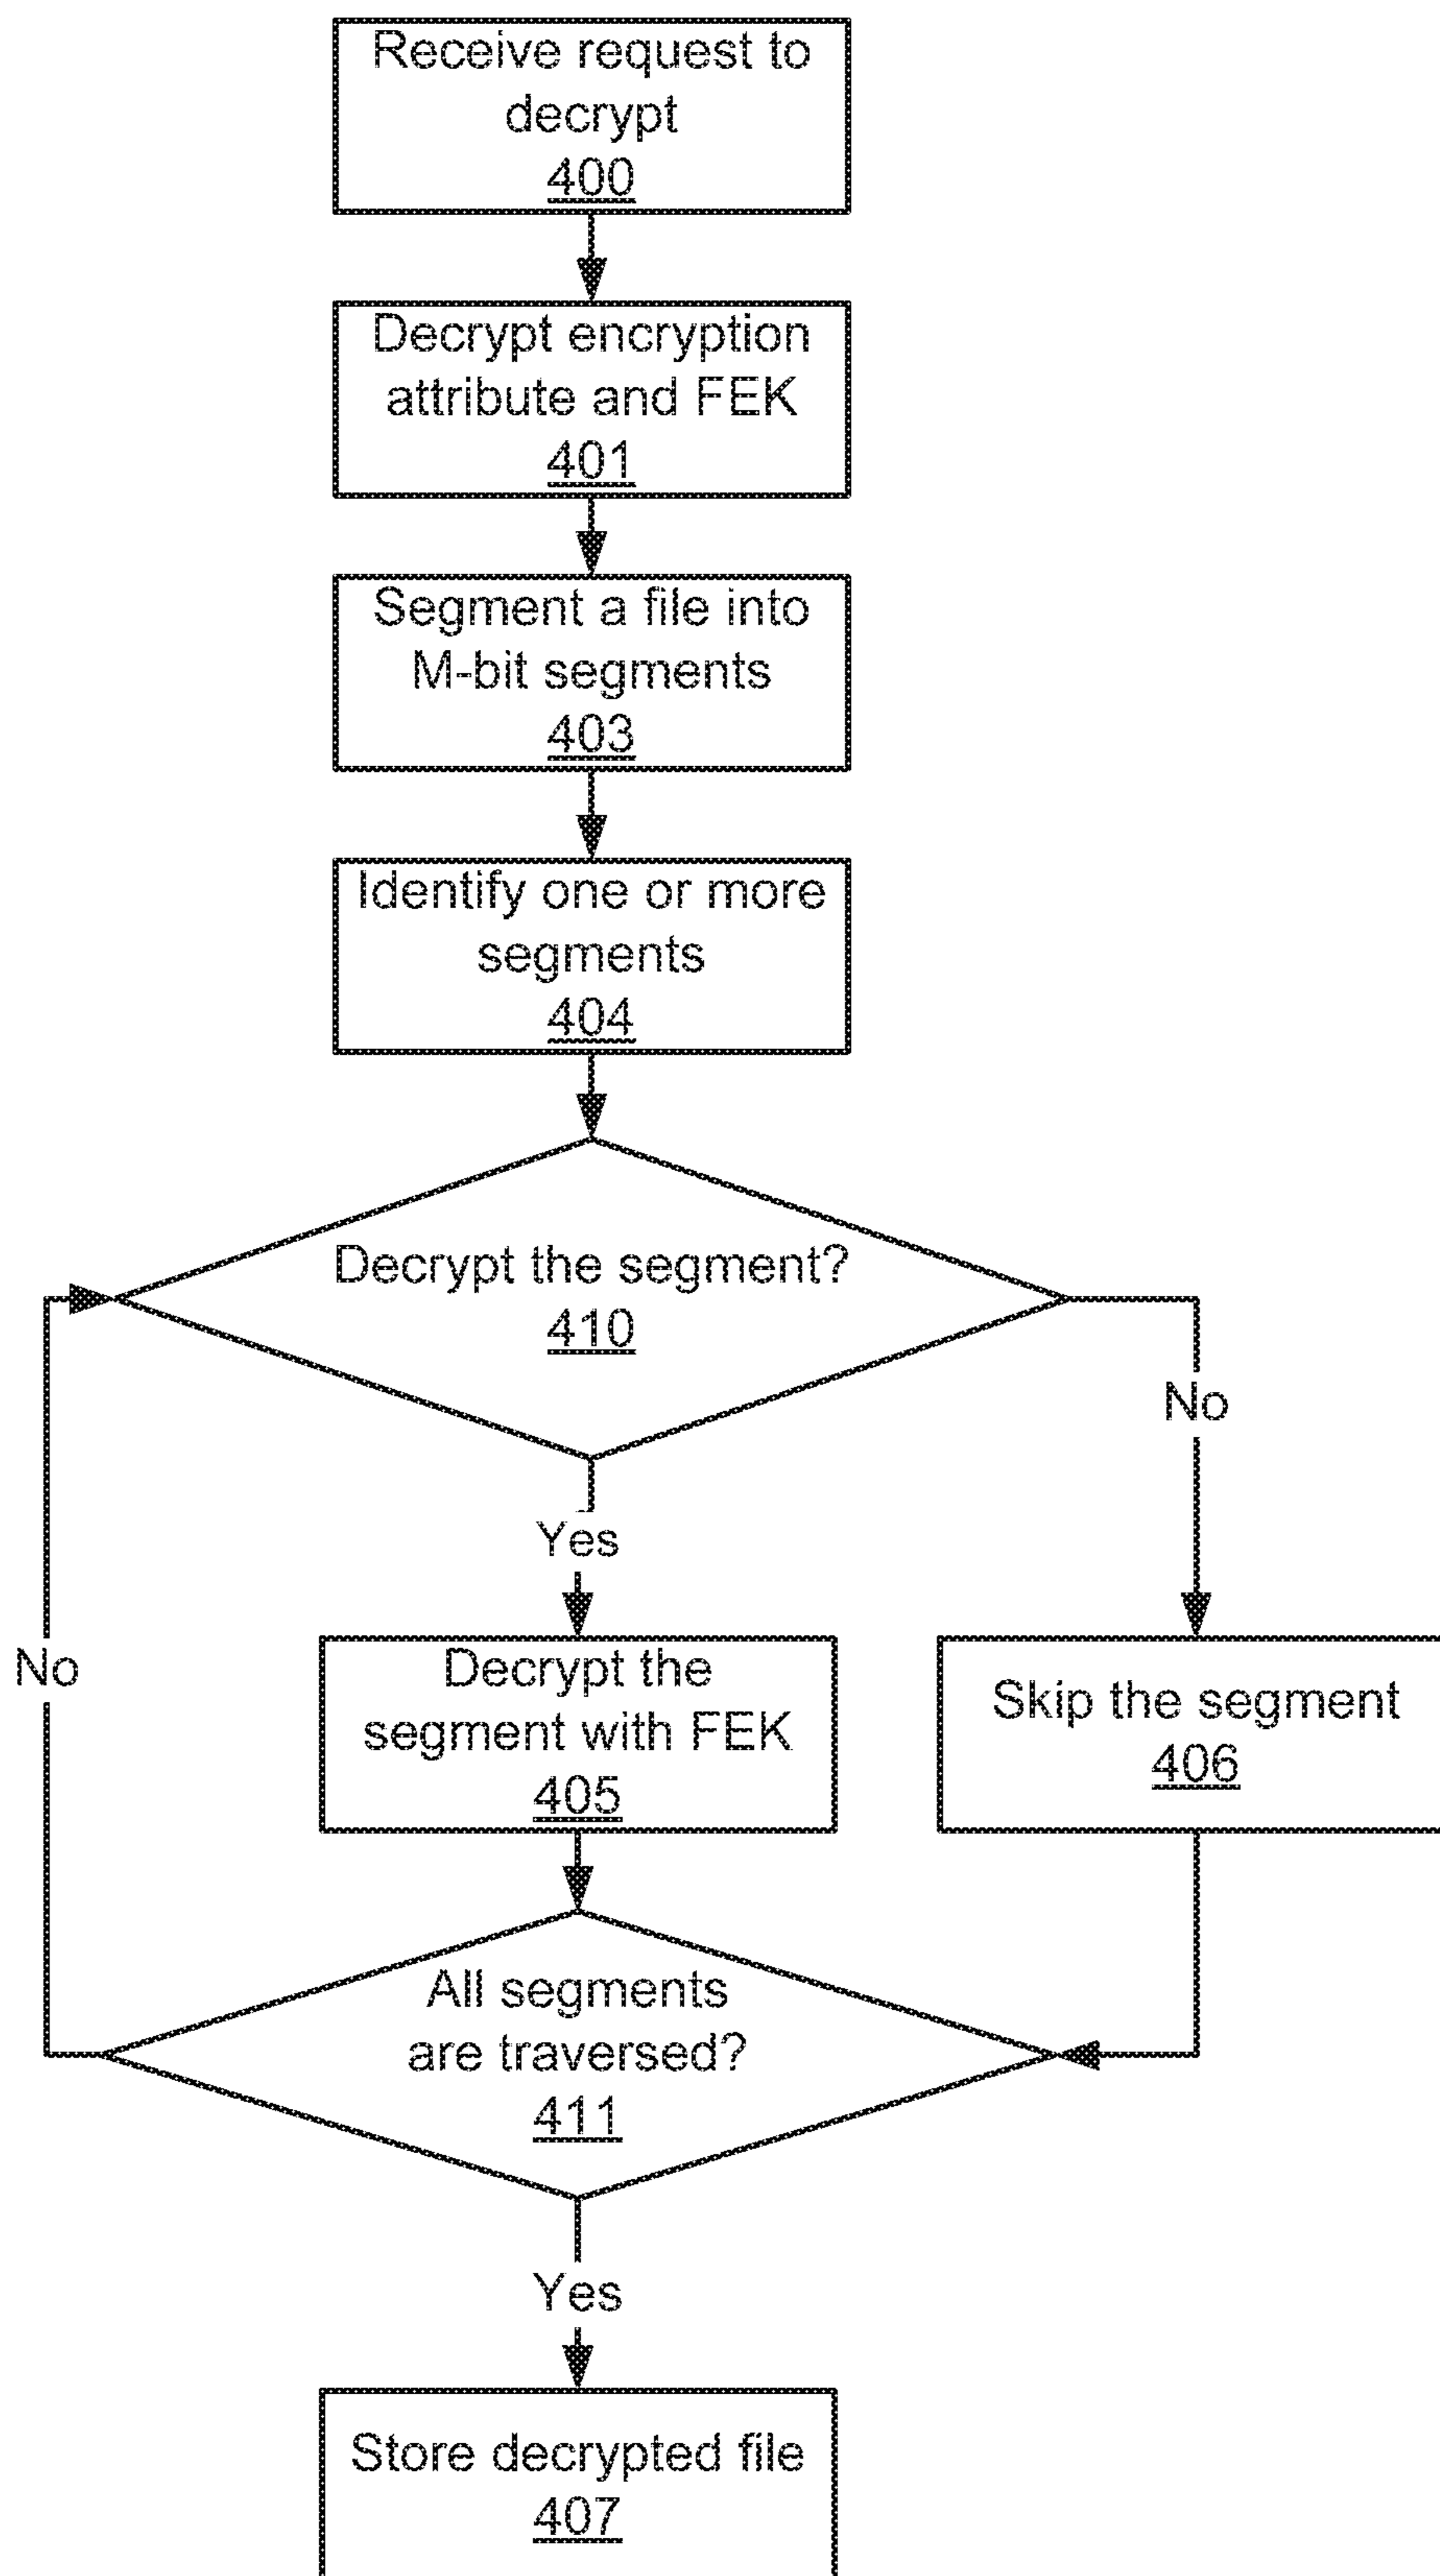 Receive request to
decrypt
400
Decrypt encryption
attribute and FEK
401
Segment a file into
M-bit segments
403
Identify one or more
segments
404
Decrypt the segment?
410
No
Yes
No
Decrypt the
segment with FEK
405
Skip the segment
406
All segments
are traversed?
411
Yes
Store decrypted file
407